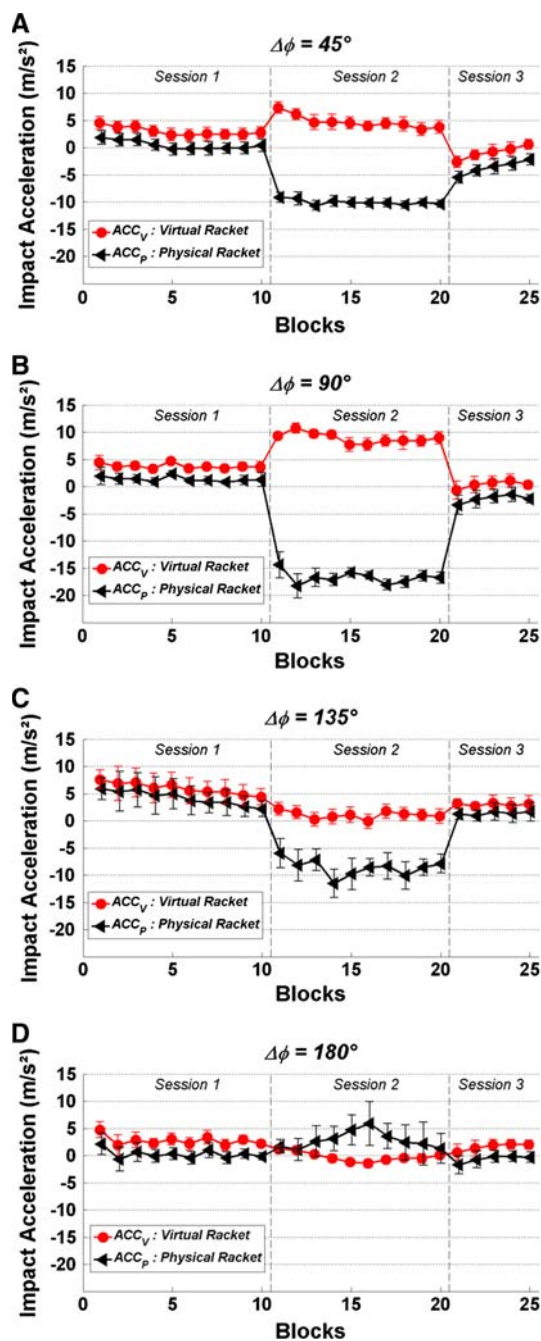 A
Δϕ = 45°
Session 1 Session 2 Session 3
Impact Acceleration (m/s²)
15
10
5
0
-5
-10
-15
-20
ACC_V : Virtual Racket
ACC_P : Physical Racket
0 5 10 15 20 25
Blocks
B
Δϕ = 90°
Session 1 Session 2 Session 3
Impact Acceleration (m/s²)
15
10
5
0
-5
-10
-15
-20
ACC_V : Virtual Racket
ACC_P : Physical Racket
0 5 10 15 20 25
Blocks
C
Δϕ = 135°
Session 1 Session 2 Session 3
Impact Acceleration (m/s²)
15
10
5
0
-5
-10
-15
-20
ACC_V : Virtual Racket
ACC_P : Physical Racket
0 5 10 15 20 25
Blocks
D
Δϕ = 180°
Session 1 Session 2 Session 3
Impact Acceleration (m/s²)
15
10
5
0
-5
-10
-15
-20
ACC_V : Virtual Racket
ACC_P : Physical Racket
0 5 10 15 20 25
Blocks